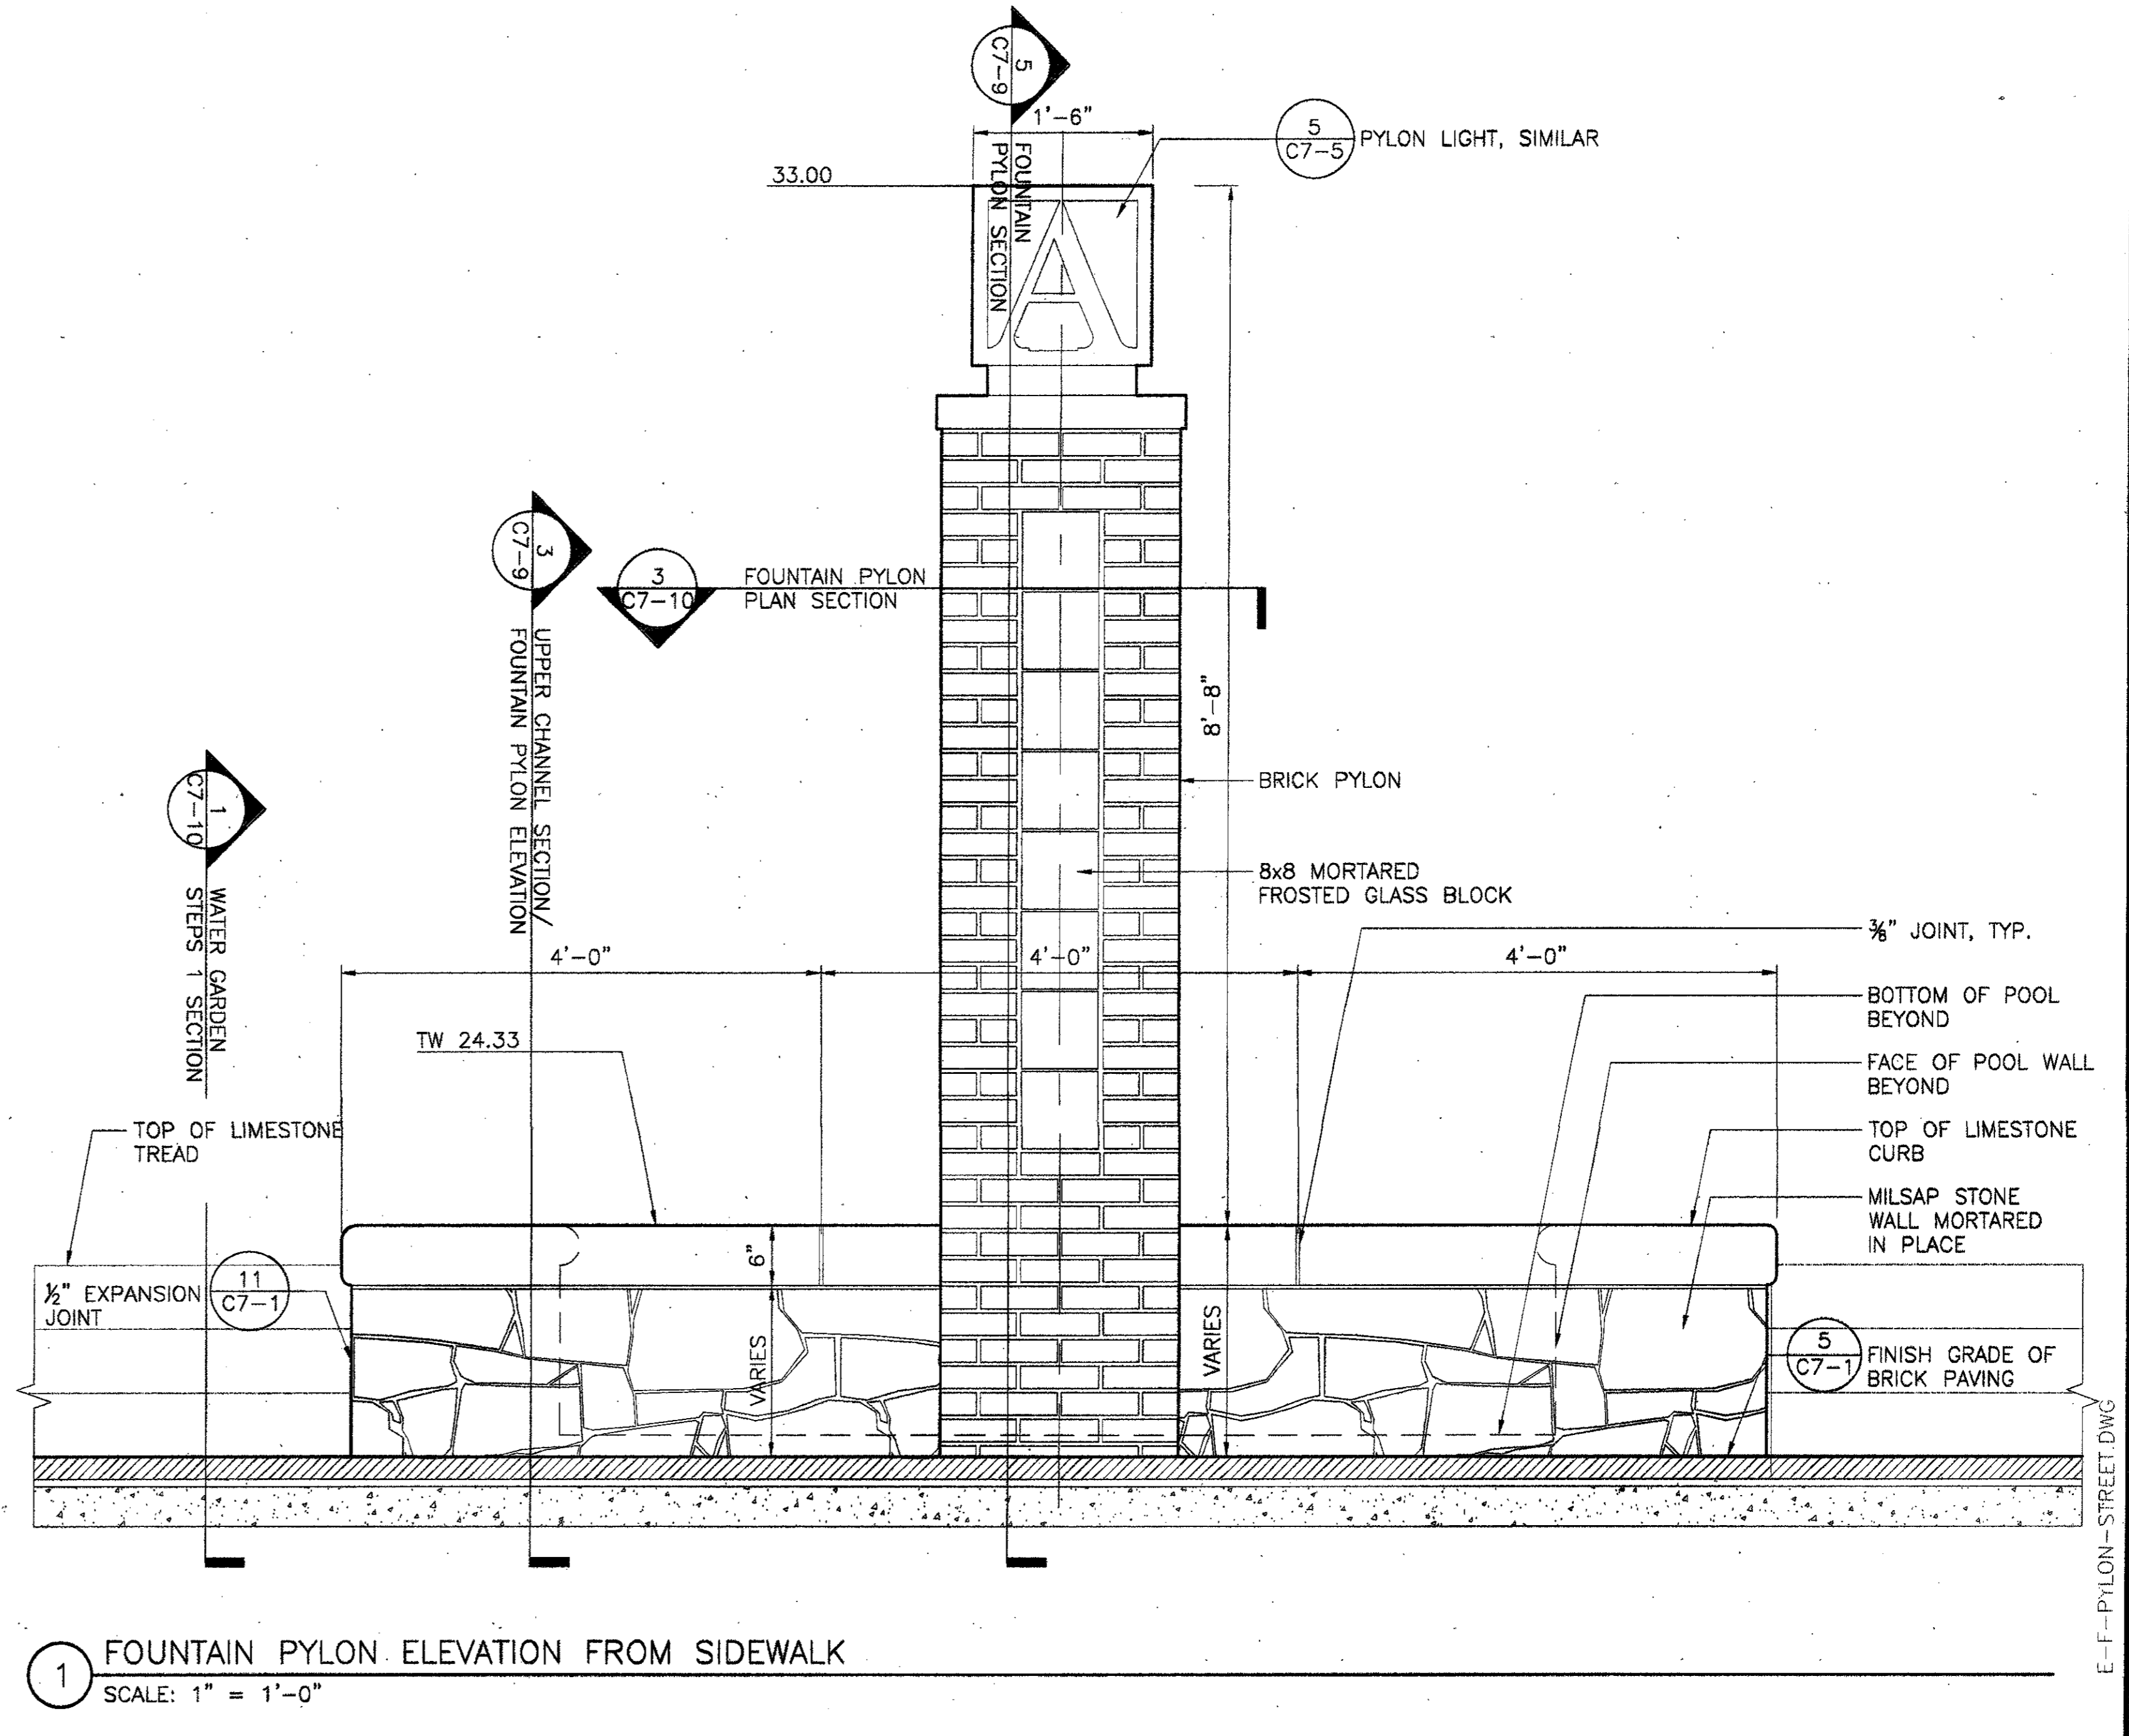 5
C7-9
FOUNTAIN
PYLON SECTION
1'-6"
5
C7-5
PYLON LIGHT, SIMILAR
33.00
A
3
C7-9
UPPER CHANNEL SECTION/
FOUNTAIN PYLON ELEVATION
3
C7-10
FOUNTAIN PYLON
PLAN SECTION
8'-8"
1
C7-10
WATER GARDEN
STEPS 1 SECTION
BRICK PYLON
8x8 MORTARED
FROSTED GLASS BLOCK
3/8" JOINT, TYP.
4'-0"
4'-0"
4'-0"
BOTTOM OF POOL
BEYOND
TW 24.33
FACE OF POOL WALL
BEYOND
TOP OF LIMESTONE
TREAD
TOP OF LIMESTONE
CURB
MILSAP STONE
WALL MORTARED
IN PLACE
6"
VARIES
VARIES
1/2" EXPANSION
JOINT
11
C7-1
5
C7-1
FINISH GRADE OF
BRICK PAVING
E-F-PYLON-STREET.DWG
1
FOUNTAIN PYLON ELEVATION FROM SIDEWALK
SCALE: 1" = 1'-0"